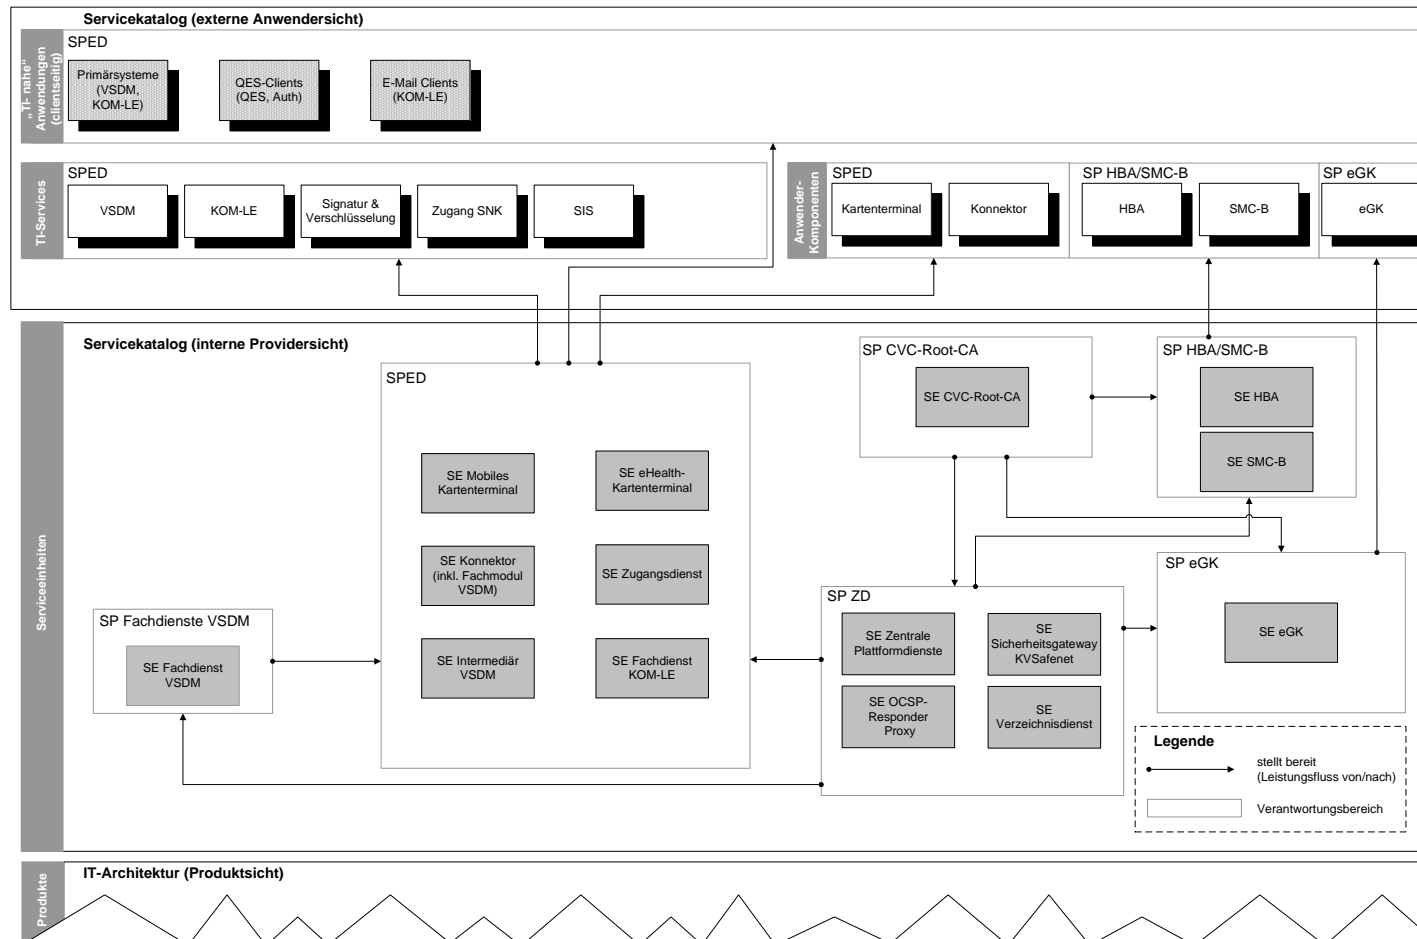 Servicekatalog (externe Anwendersicht)
„TI- nahe“
Anwendungen
(clientseitig)
SPED
Primärsysteme
(VSDM,
KOM-LE)
QES-Clients
(QES, Auth)
E-Mail Clients
(KOM-LE)
TI-Services
SPED
VSDM
KOM-LE
Signatur &
Verschlüsselung
Zugang SNK
SIS
Anwender-
Komponenten
SPED
Kartenterminal
Konnektor
SP HBA/SMC-B
HBA
SMC-B
SP eGK
eGK
Serviceeinheiten
Servicekatalog (interne Providersicht)
SPED
SE Mobiles
Kartenterminal
SE eHealth-
Kartenterminal
SE Konnektor
(inkl. Fachmodul
VSDM)
SE Zugangsdienst
SE Intermediär
VSDM
SE Fachdienst
KOM-LE
SP Fachdienste VSDM
SE Fachdienst
VSDM
SP CVC-Root-CA
SE CVC-Root-CA
SP HBA/SMC-B
SE HBA
SE SMC-B
SP ZD
SE Zentrale
Plattformdienste
SE
Sicherheitsgateway
KVSafenet
SE OCSP-
Responder
Proxy
SE
Verzeichnisdienst
SP eGK
SE eGK
Legende
stellt bereit
(Leistungsfluss von/nach)
Verantwortungsbereich
Produkte
IT-Architektur (Produktsicht)